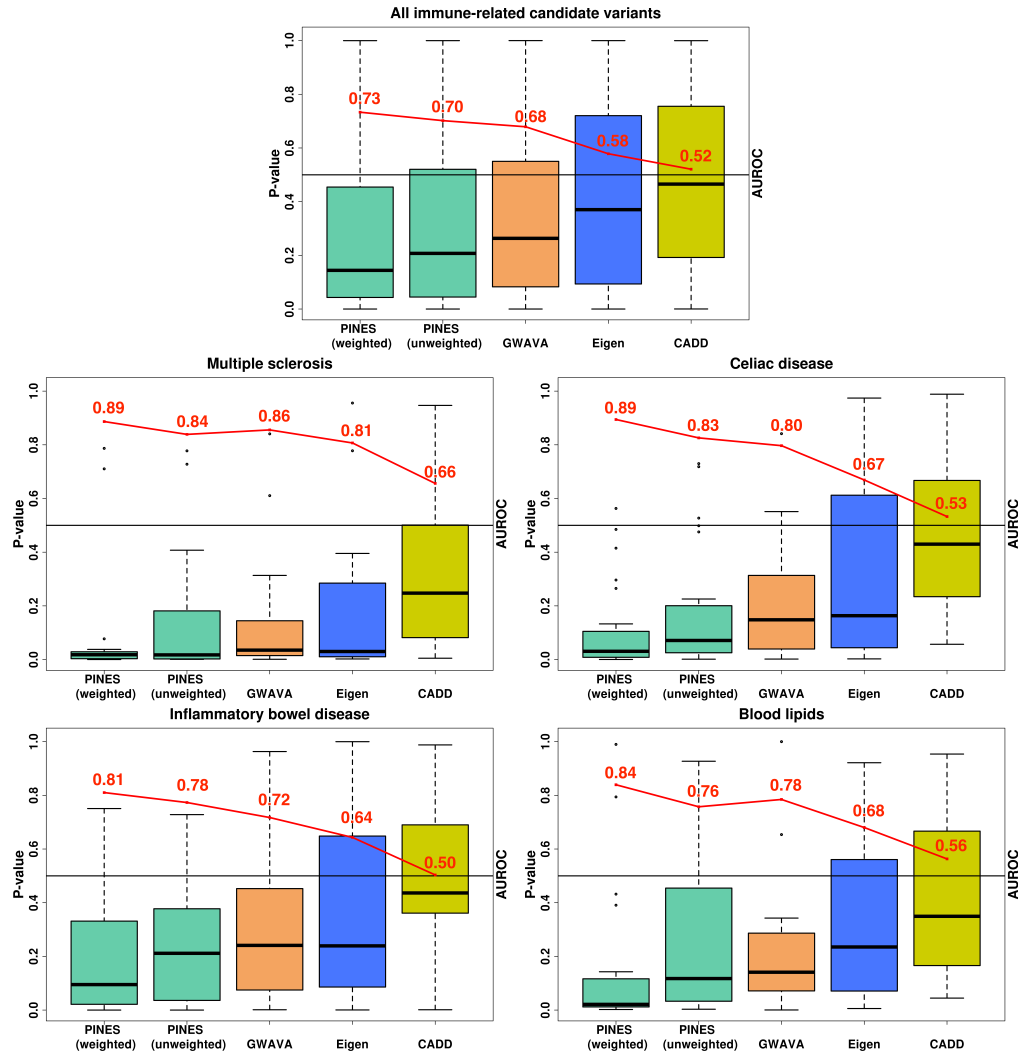 All immune-related candidate variants
P-value
1.0
0.8
0.6
0.4
0.2
0.0
0.73
0.70
0.68
0.58
0.52
AUROC
PINES
(weighted)
PINES
(unweighted)
GWAVA
Eigen
CADD
Multiple sclerosis
P-value
1.0
0.8
0.6
0.4
0.2
0.0
0.89
0.84
0.86
0.81
0.66
AUROC
PINES
(weighted)
PINES
(unweighted)
GWAVA
Eigen
CADD
Celiac disease
P-value
1.0
0.8
0.6
0.4
0.2
0.0
0.89
0.83
0.80
0.67
0.53
AUROC
PINES
(weighted)
PINES
(unweighted)
GWAVA
Eigen
CADD
Inflammatory bowel disease
P-value
1.0
0.8
0.6
0.4
0.2
0.0
0.81
0.78
0.72
0.64
0.50
AUROC
PINES
(weighted)
PINES
(unweighted)
GWAVA
Eigen
CADD
Blood lipids
P-value
1.0
0.8
0.6
0.4
0.2
0.0
0.84
0.76
0.78
0.68
0.56
AUROC
PINES
(weighted)
PINES
(unweighted)
GWAVA
Eigen
CADD